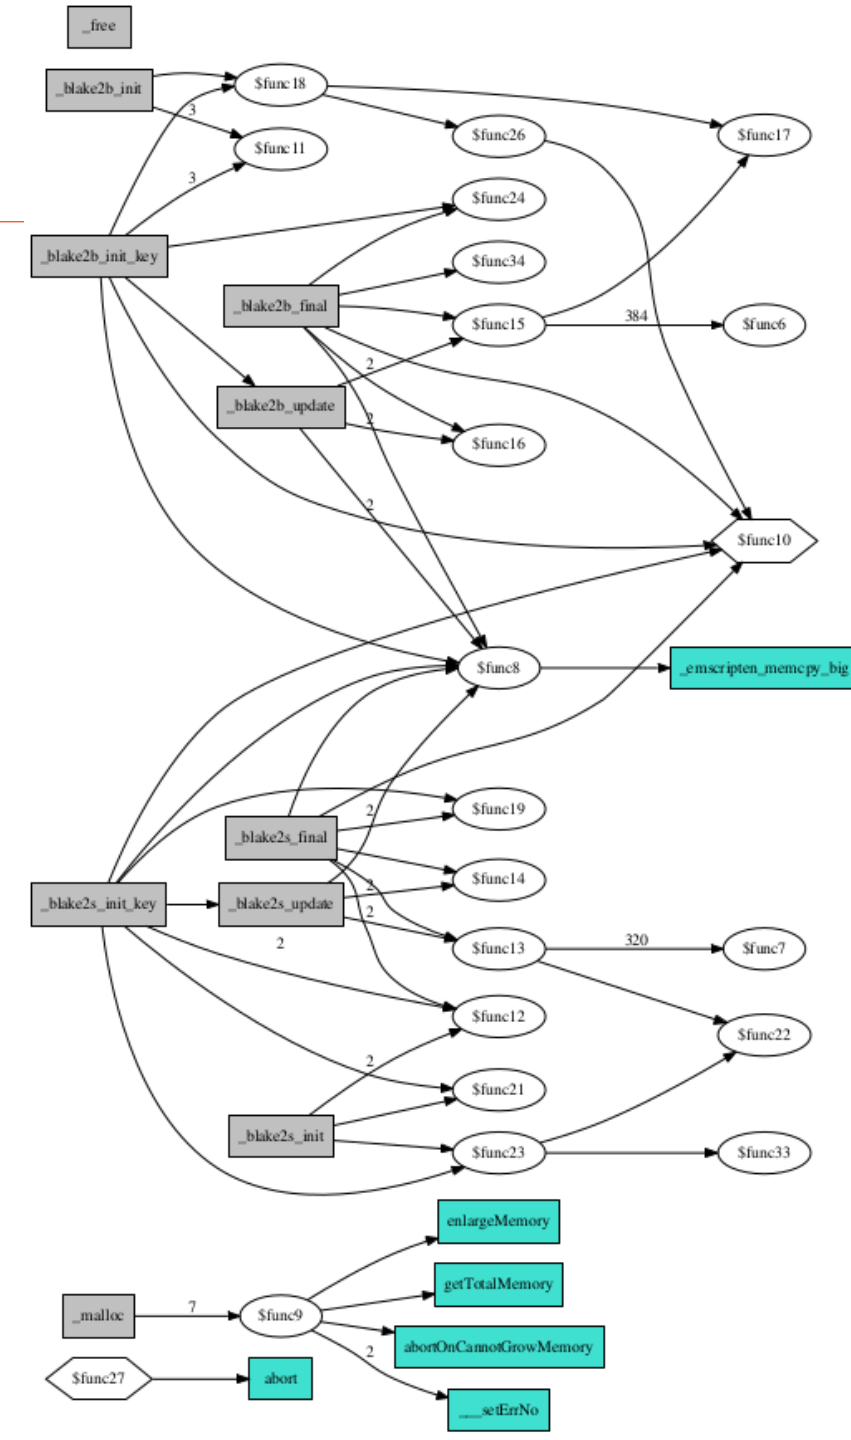 _free
_blake2b_init
$func18
3
$func11
$func26
$func17
3
$func24
_blake2b_init_key
$func34
_blake2b_final
$func15
384
$func6
2
_blake2b_update
2
$func16
2
$func10
$func8
_emscripten_memcpy_big
$func19
2
_blake2s_final
$func14
2
_blake2s_init_key
_blake2s_update
2
2
$func13
320
$func7
$func12
$func22
2
$func21
_blake2s_init
$func23
$func33
enlargeMemory
getTotalMemory
_malloc
7
$func9
abortOnCannotGrowMemory
2
$func27
abort
___setErrNo